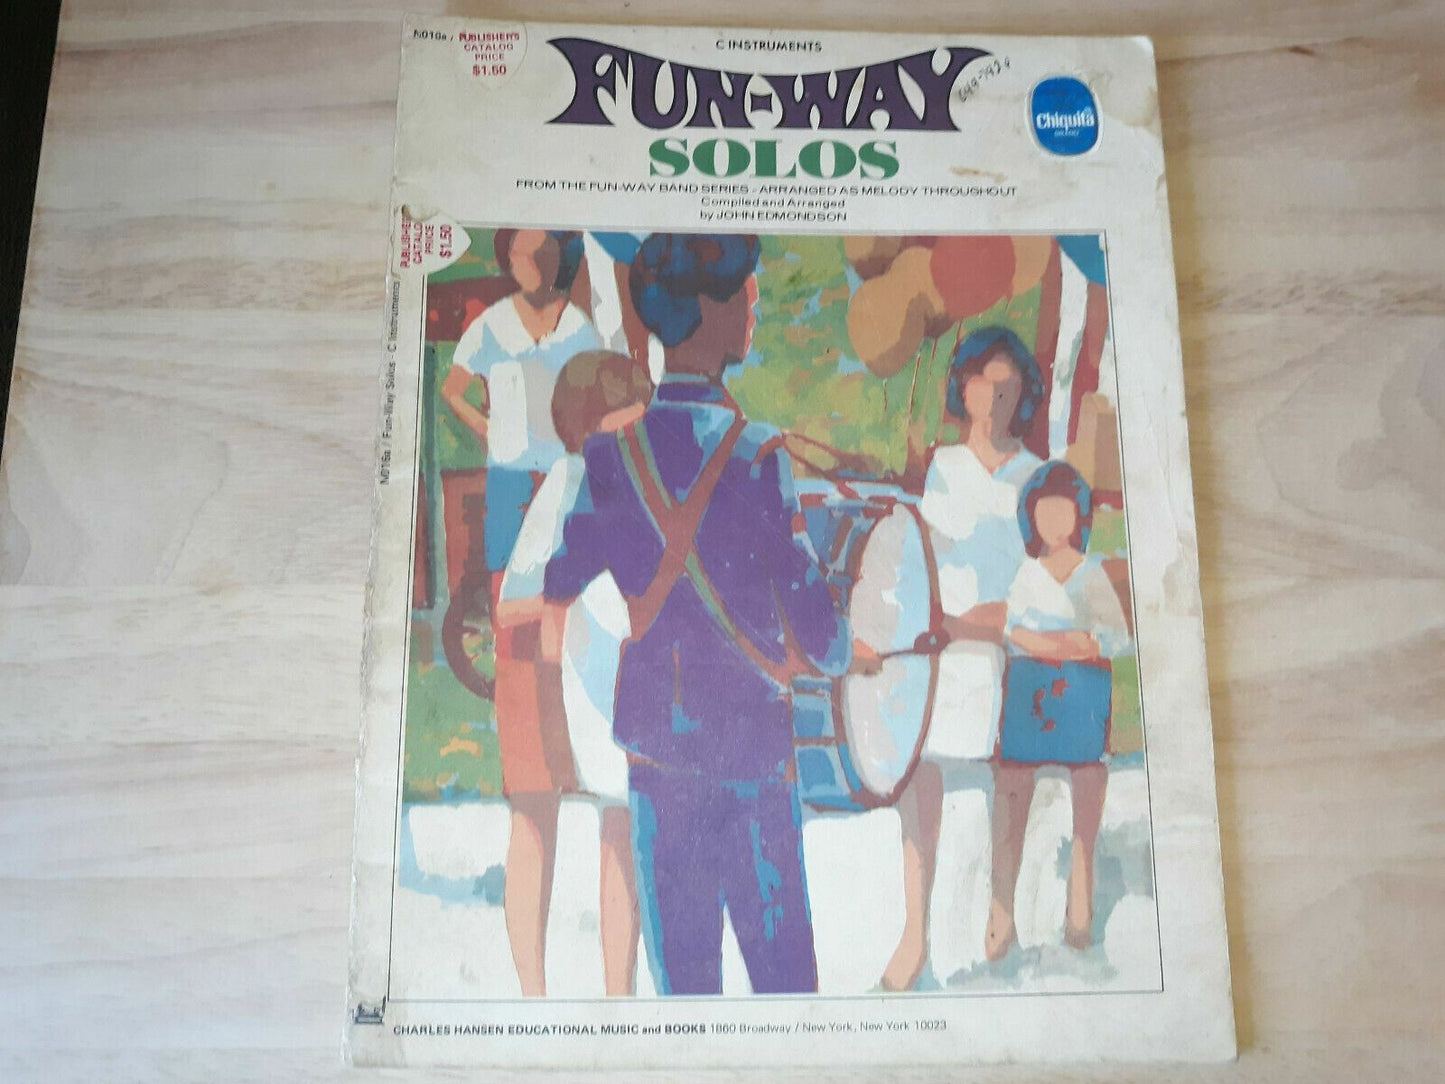 PUBLISHER'S
CATALOG
PRICE
$1.50
C INSTRUMENTS
FUN-WAY
SOLOS
Chiquita
FROM THE FUN-WAY BAND SERIES - ARRANGED AS MELODY THROUGHOUT
Compiled and Arranged
by JOHN EDMONDSON
PUBLISHER'S
CATALOG
PRICE
$1.50
/ Fun-Way Solos - C Instruments /
CHARLES HANSEN EDUCATIONAL MUSIC and BOOKS 1860 Broadway / New York, New York 10023